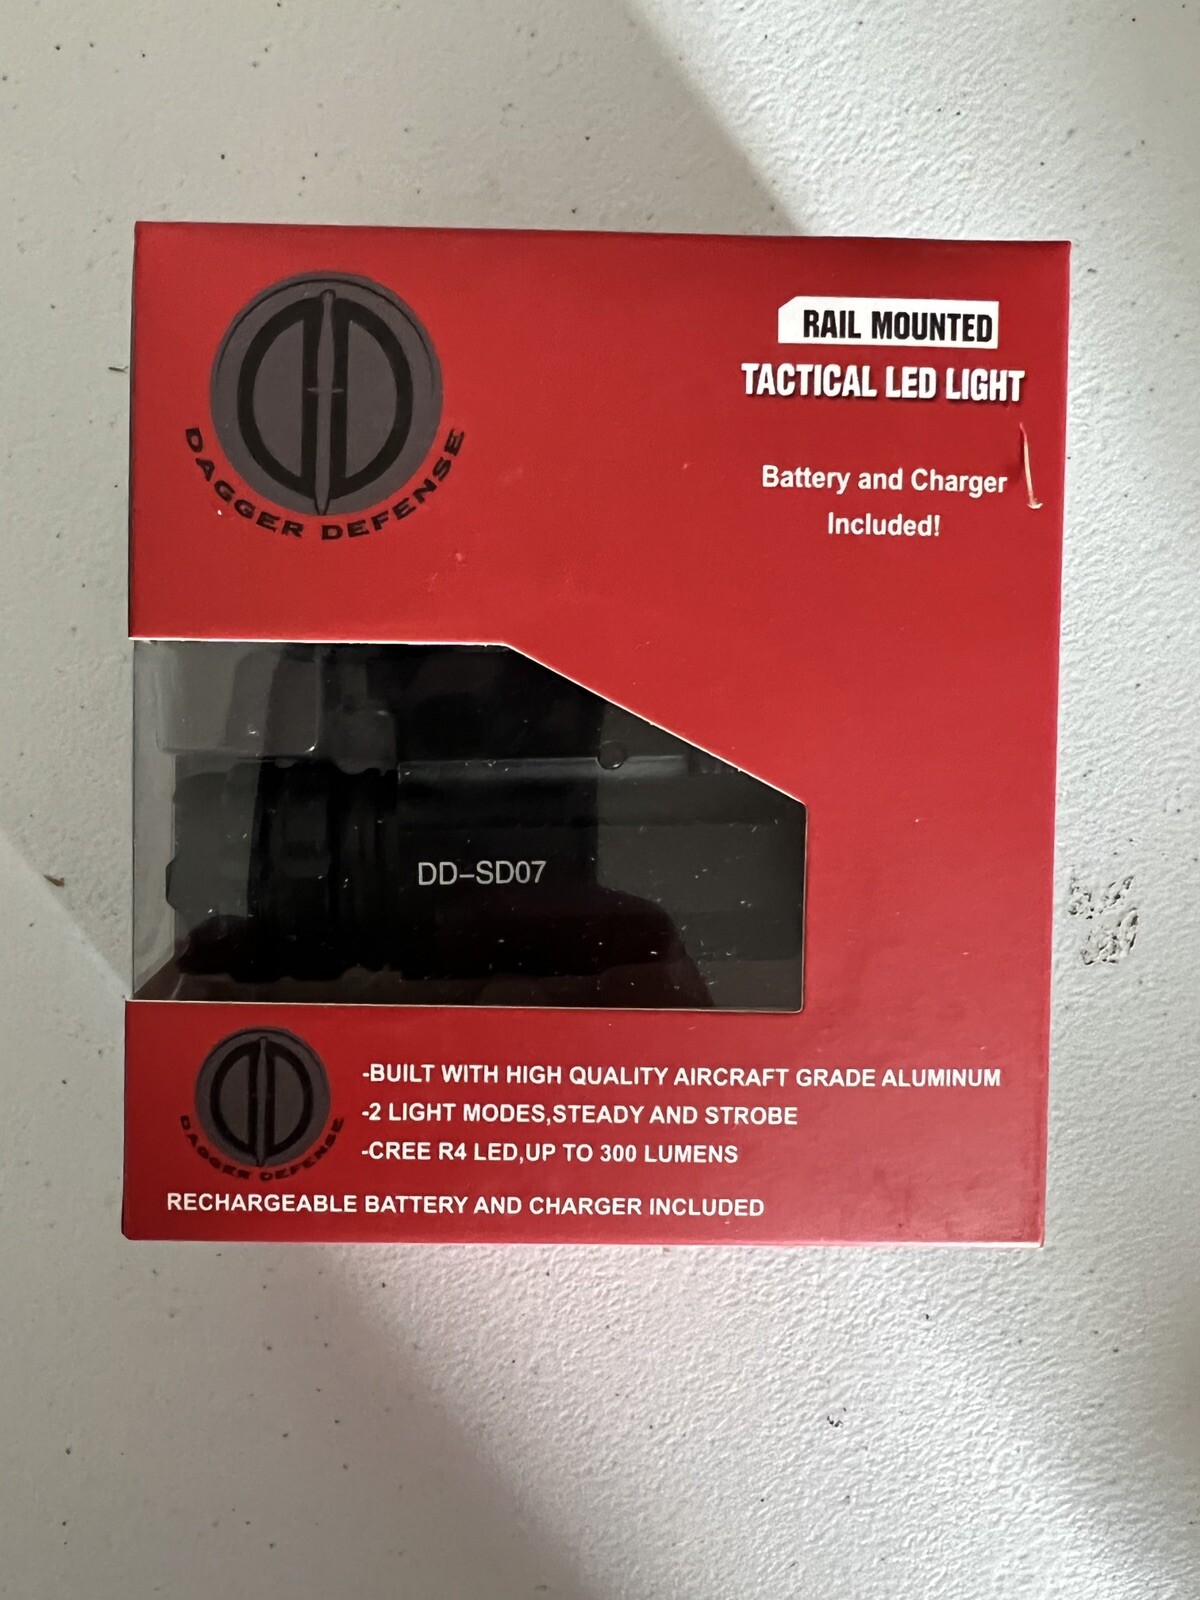 DAGGER DEFENSE
RAIL MOUNTED
TACTICAL LED LIGHT
Battery and Charger
Included!
DD-SD07
DAGGER DEFENSE
-BUILT WITH HIGH QUALITY AIRCRAFT GRADE ALUMINUM
-2 LIGHT MODES,STEADY AND STROBE
-CREE R4 LED,UP TO 300 LUMENS
RECHARGEABLE BATTERY AND CHARGER INCLUDED